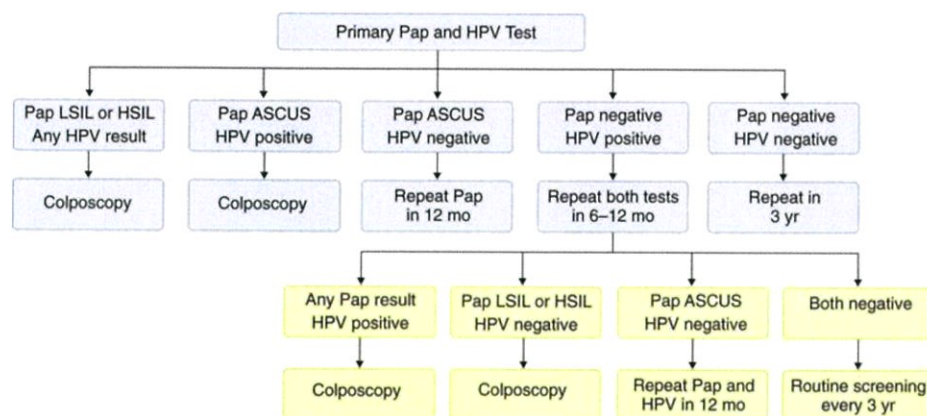 Primary Pap and HPV Test
Pap LSIL or HSIL
Any HPV result
Pap ASCUS
HPV positive
Pap ASCUS
HPV negative
Pap negative
HPV positive
Pap negative
HPV negative
Colposcopy
Colposcopy
Repeat Pap
in 12 mo
Repeat both tests
in 6–12 mo
Repeat in
3 yr
Any Pap result
HPV positive
Pap LSIL or HSIL
HPV negative
Pap ASCUS
HPV negative
Both negative
Colposcopy
Colposcopy
Repeat Pap and
HPV in 12 mo
Routine screening
every 3 yr